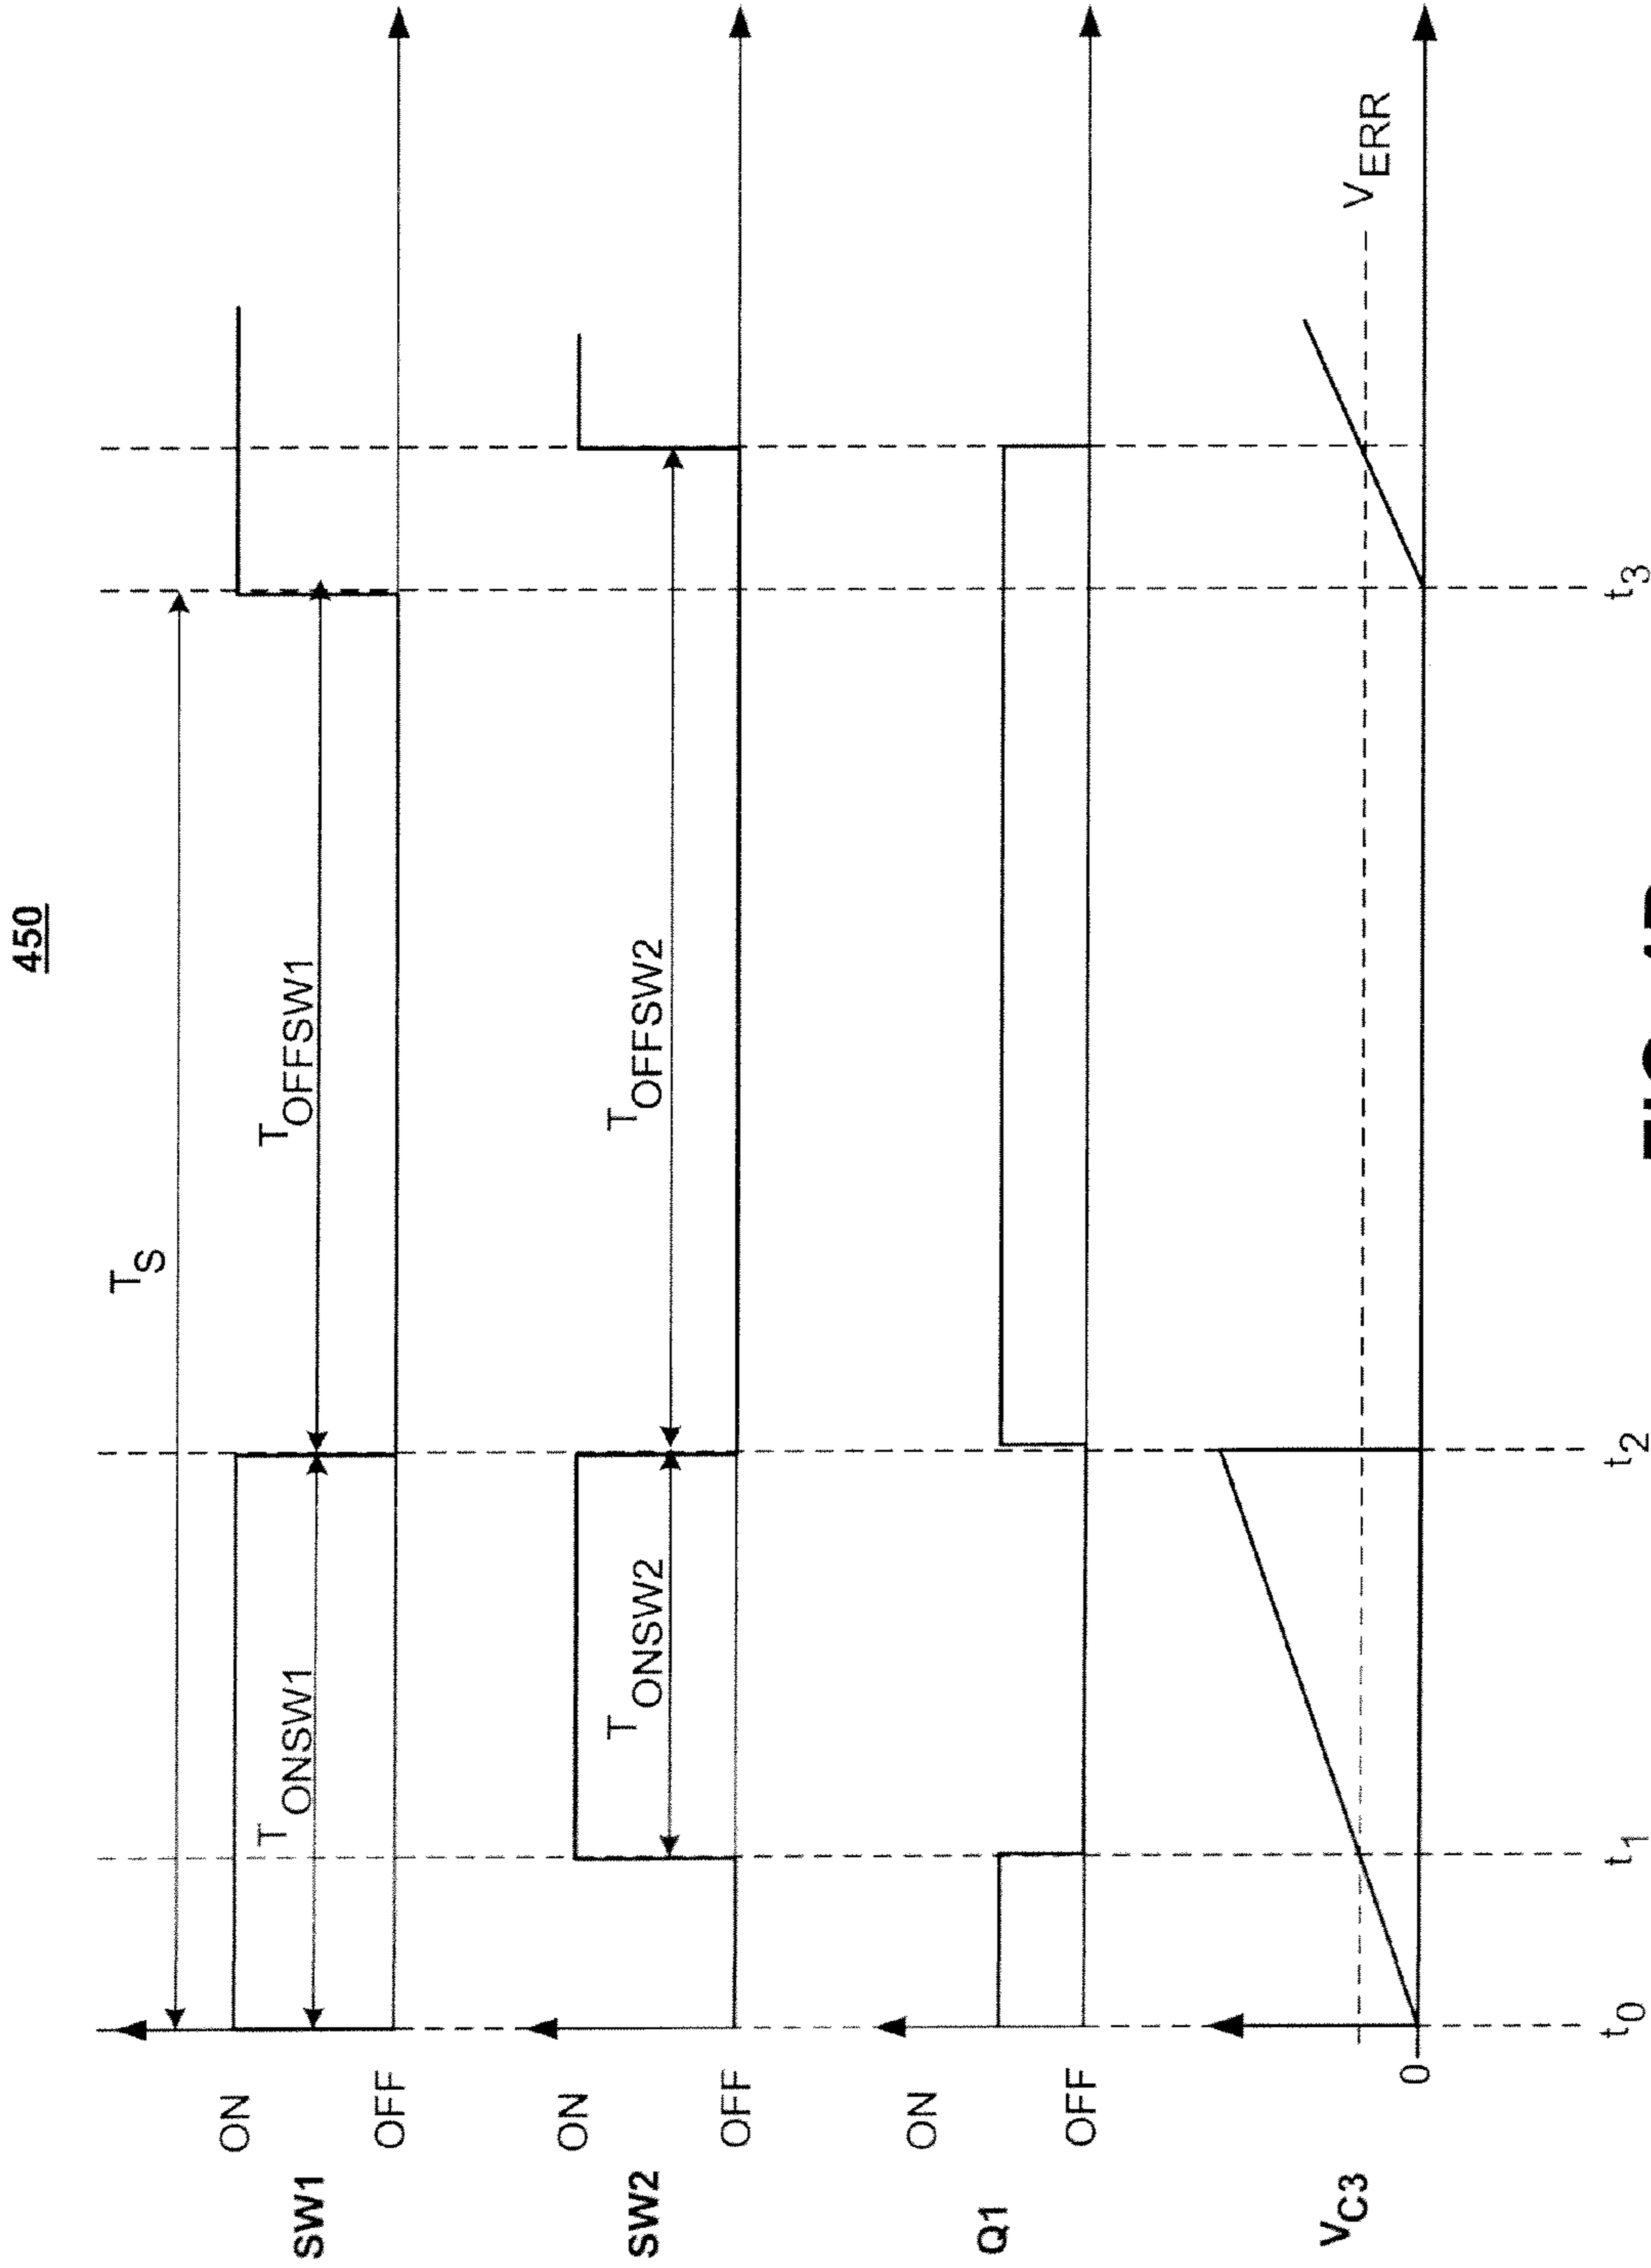 450
T_S
T_ONSW1
T_OFFSW1
ON
SW1
OFF
T_ONSW2
T_OFFSW2
ON
SW2
OFF
ON
Q1
OFF
V_ERR
V_C3
0
t_0
t_1
t_2
t_3